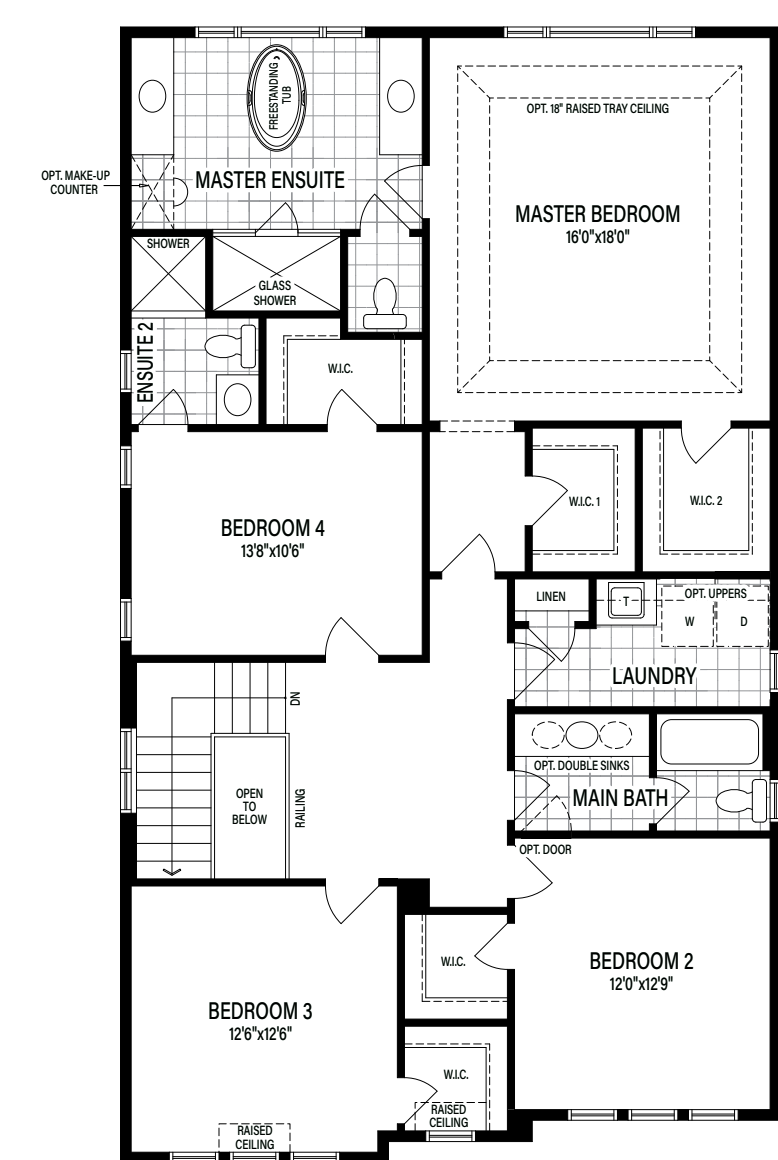 FREESTANDING
TUB
OPT. 18" RAISED TRAY CEILING
OPT. MAKE-UP
COUNTER
MASTER ENSUITE
MASTER BEDROOM
16'0"x18'0"
SHOWER
GLASS
SHOWER
ENSUITE 2
W.I.C.
W.I.C. 1
W.I.C. 2
BEDROOM 4
13'8"x10'6"
LINEN
T
OPT. UPPERS
W
D
LAUNDRY
DN
OPEN
TO
BELOW
RAILING
OPT. DOUBLE SINKS
MAIN BATH
OPT. DOOR
W.I.C.
BEDROOM 2
12'0"x12'9"
BEDROOM 3
12'6"x12'6"
W.I.C.
RAISED
CEILING
RAISED
CEILING